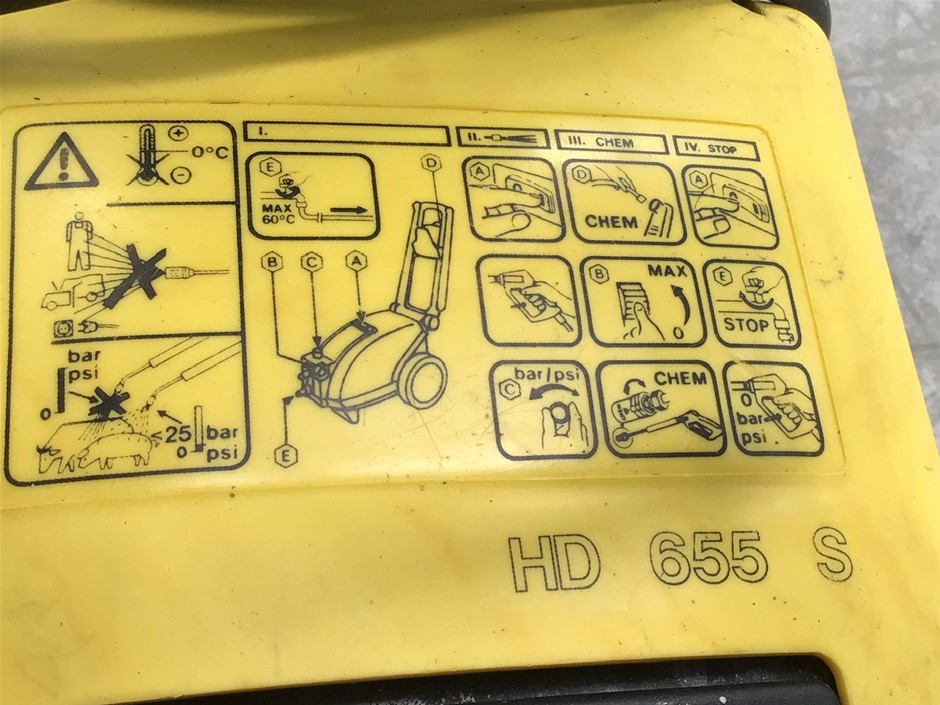 0°C
bar
psi
0
≤25 bar
0 psi
I.
E
MAX
60°C
D
B C A
E
II.
III. CHEM
IV. STOP
A
D
CHEM
A
B
MAX
0
E
STOP
C
bar/psi
CHEM
0
bar
psi
HD 655 S